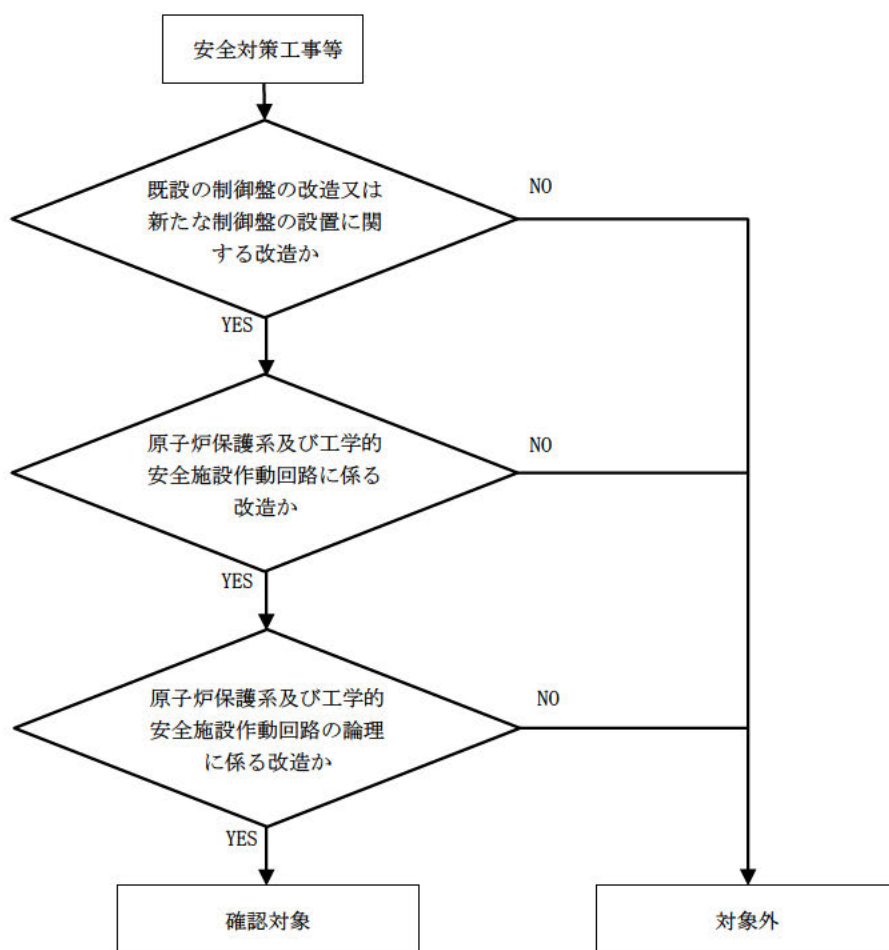 安全対策工事等
既設の制御盤の改造又は
新たな制御盤の設置に関
する改造か
NO
YES
原子炉保護系及び工学的
安全施設作動回路に係る
改造か
NO
YES
原子炉保護系及び工学的
安全施設作動回路の論理
に係る改造か
NO
YES
確認対象
対象外